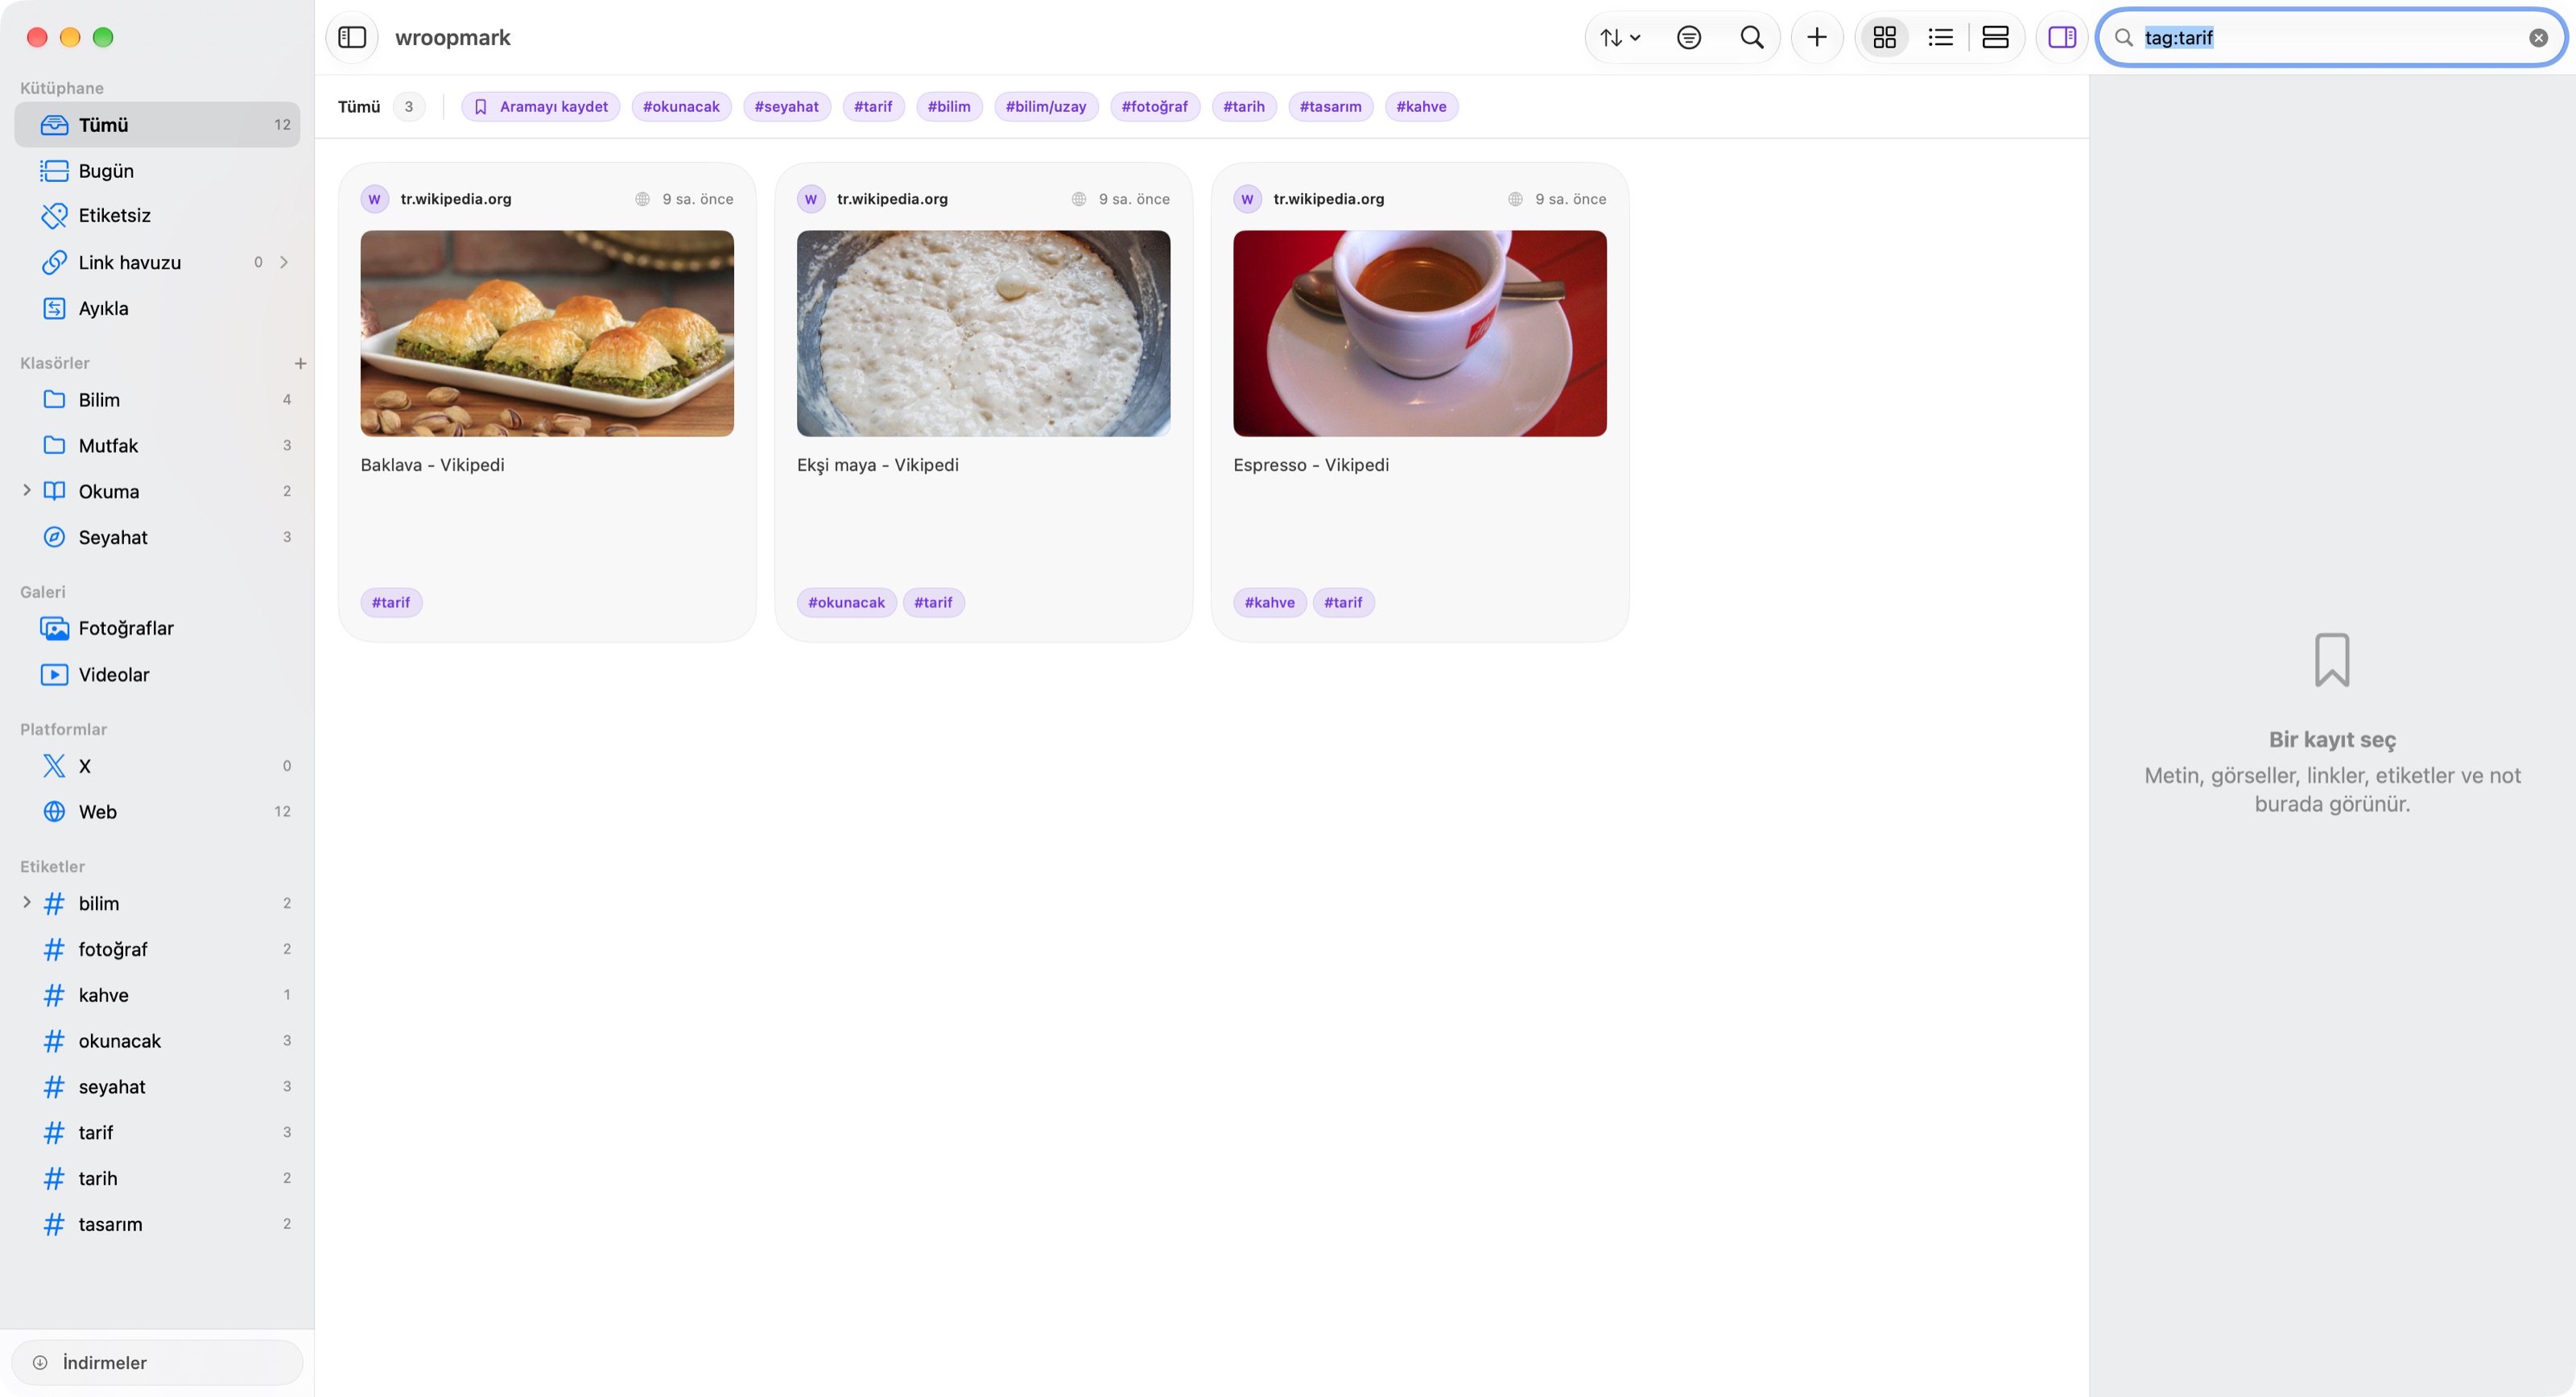 wroopmark
tag:tarif
Kütüphane
Tümü 12
Bugün
Etiketsiz
Link havuzu 0
Ayıkla
Klasörler
Bilim 4
Mutfak 3
Okuma 2
Seyahat 3
Galeri
Fotoğraflar
Videolar
Platformlar
X 0
Web 12
Etiketler
bilim 2
fotoğraf 2
kahve 1
okunacak 3
seyahat 3
tarif 3
tarih 2
tasarım 2
İndirmeler
Tümü 3 Aramayı kaydet #okunacak #seyahat #tarif #bilim #bilim/uzay #fotoğraf #tarih #tasarım #kahve
W tr.wikipedia.org 9 sa. önce
Baklava - Vikipedi
#tarif
W tr.wikipedia.org 9 sa. önce
Ekşi maya - Vikipedi
#okunacak #tarif
W tr.wikipedia.org 9 sa. önce
Espresso - Vikipedi
#kahve #tarif
Bir kayıt seç
Metin, görseller, linkler, etiketler ve not
burada görünür.